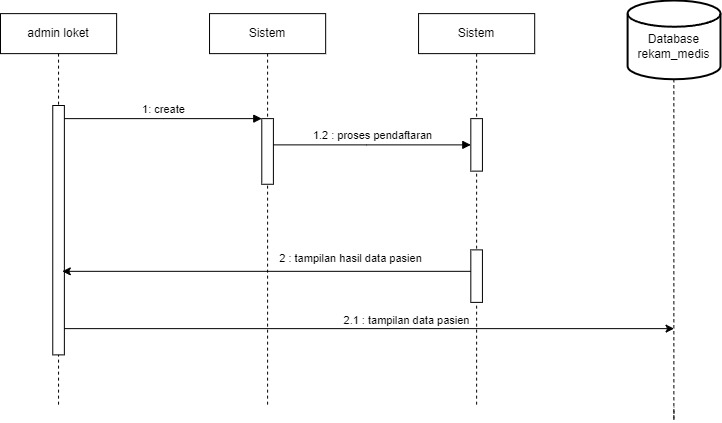 admin loket
Sistem
Sistem
Database
rekam_medis
1: create
1.2 : proses pendaftaran
2 : tampilan hasil data pasien
2.1 : tampilan data pasien